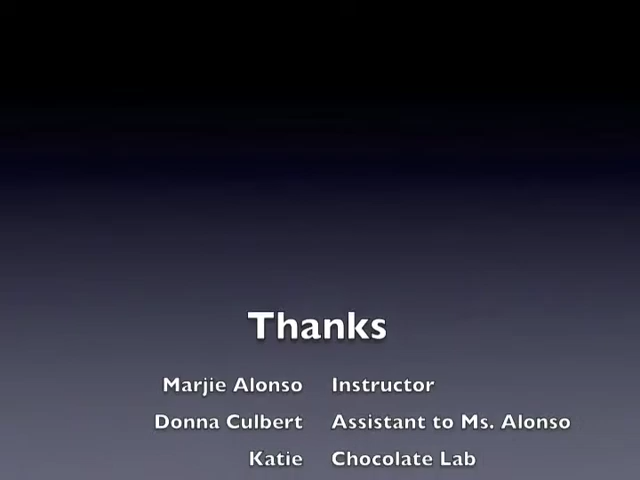 Thanks
Marjie Alonso Instructor
Donna Culbert Assistant to Ms. Alonso
Katie Chocolate Lab